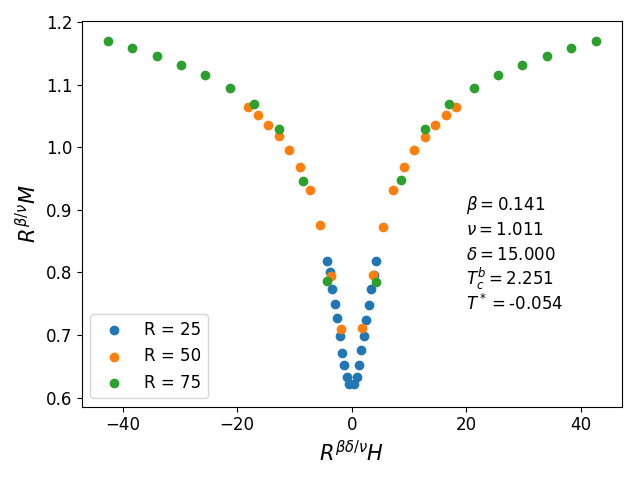 1.2
1.1
1.0
0.9
0.8
0.7
0.6
R^{β/ν}M
β = 0.141
ν = 1.011
δ = 15.000
T_c^b = 2.251
T^* = -0.054
R = 25
R = 50
R = 75
−40 −20 0 20 40
R^{βδ/ν}H